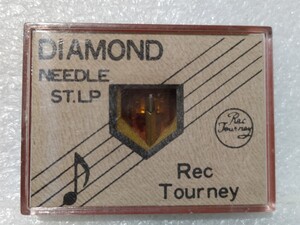 DIAMOND
NEEDLE
ST.LP
Rec
Tourney
Rec
Tourney